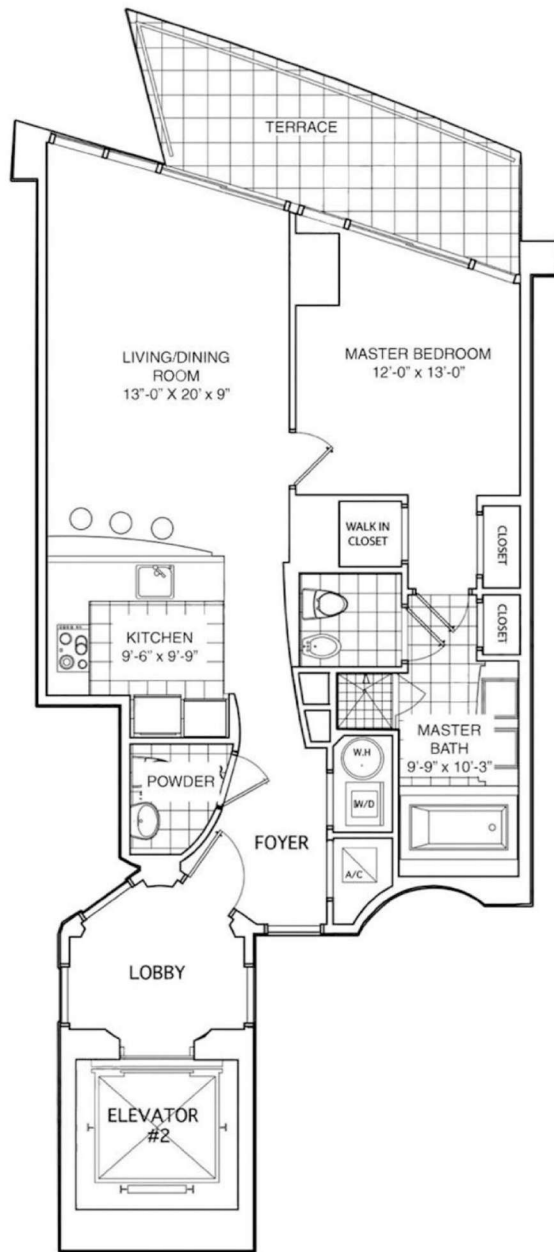 TERRACE
LIVING/DINING
ROOM
13"-0" X 20' x 9"
MASTER BEDROOM
12'-0" x 13'-0"
WALK IN
CLOSET
CLOSET
CLOSET
KITCHEN
9'-6" x 9'-9"
MASTER
BATH
9'-9" x 10'-3"
W.H
W/D
POWDER
FOYER
A/C
LOBBY
ELEVATOR
#2